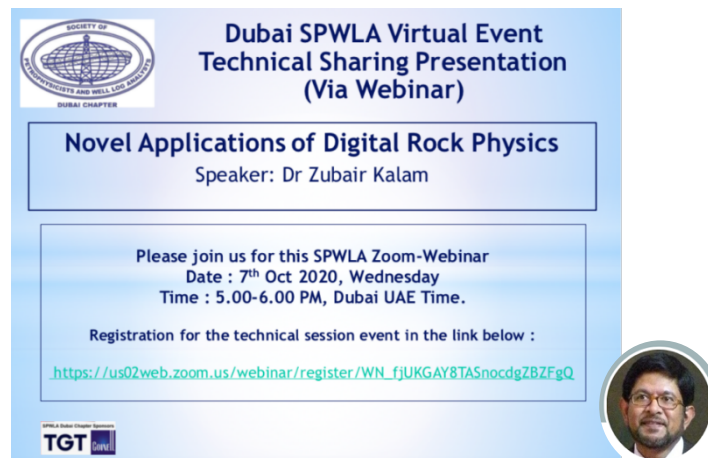 SOCIETY OF
PETROPHYSICISTS AND WELL LOG ANALYSTS
DUBAI CHAPTER
Dubai SPWLA Virtual Event
Technical Sharing Presentation
(Via Webinar)
Novel Applications of Digital Rock Physics
Speaker: Dr Zubair Kalam
Please join us for this SPWLA Zoom-Webinar
Date : 7th Oct 2020, Wednesday
Time : 5.00-6.00 PM, Dubai UAE Time.
Registration for the technical session event in the link below :
https://us02web.zoom.us/webinar/register/WN_fjUKGAY8TASnocdgZBZFgQ
SPWLA Dubai Chapter Sponsors
TGT